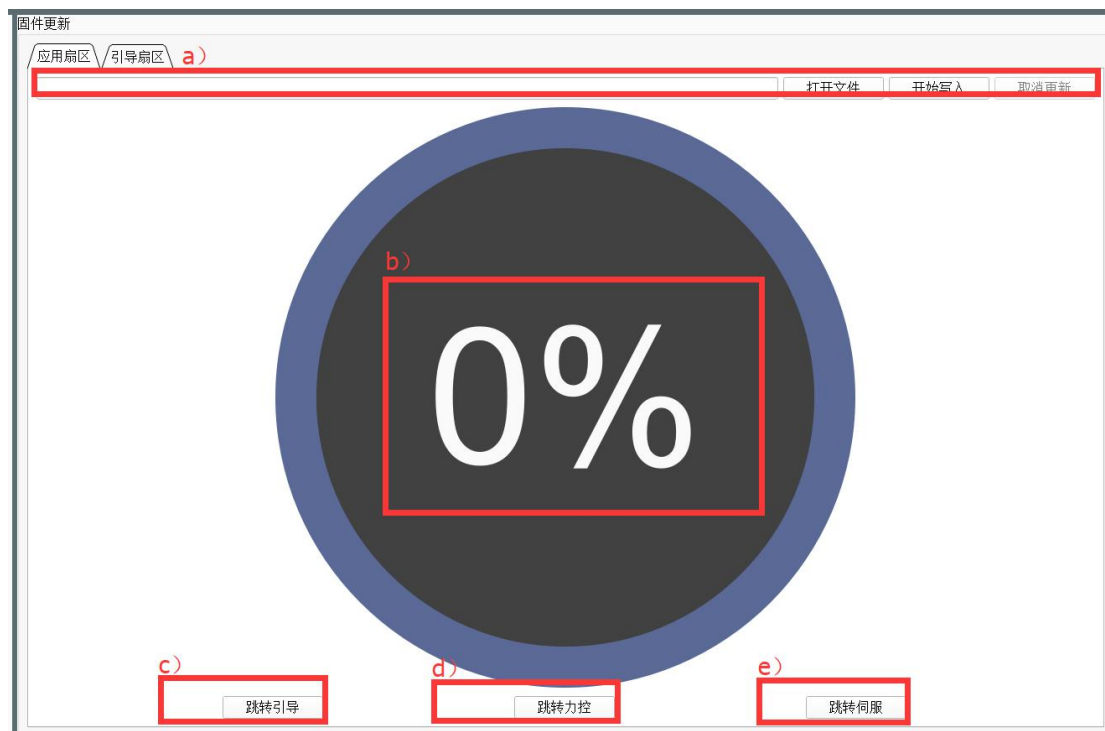 固件更新
应用扇区 引导扇区 a）
打开文件 开始写入 取消更新
b）
0%
c） d） e）
跳转引导 跳转力控 跳转伺服